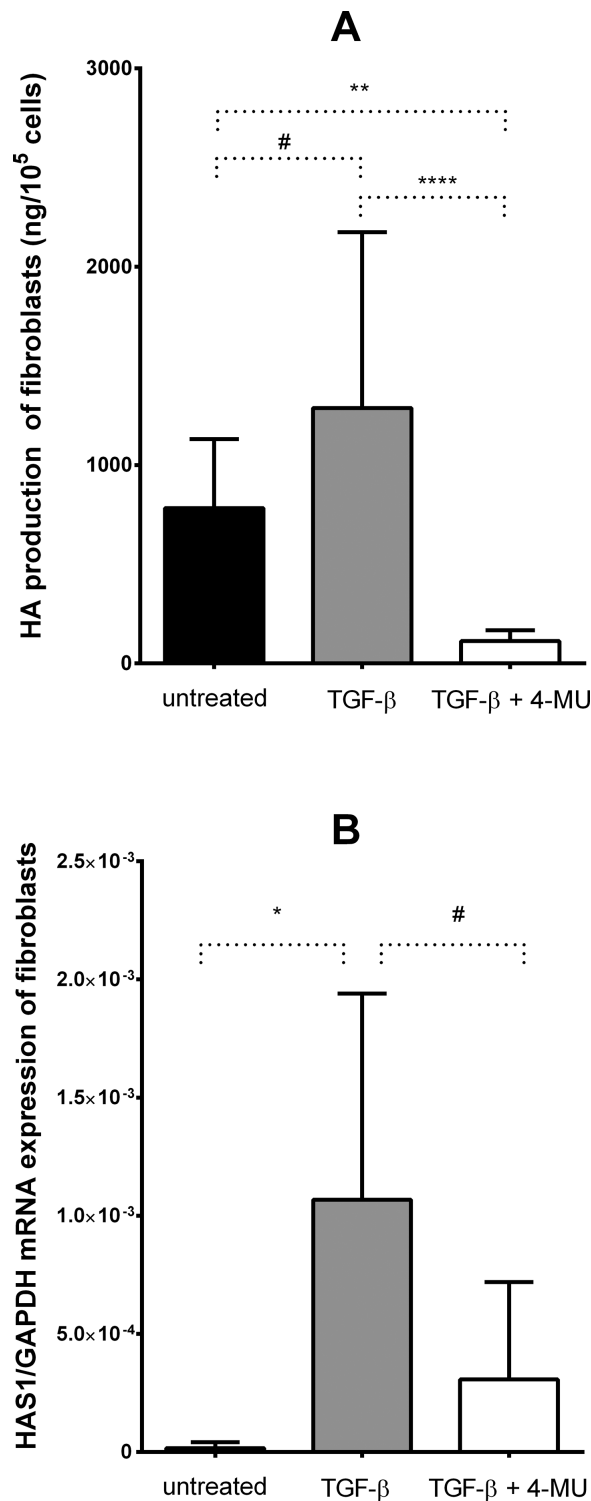 A
HA production of fibroblasts (ng/10⁵ cells)
3000
2000
1000
0
**
#
****
untreated
TGF-β
TGF-β + 4-MU
B
HAS1/GAPDH mRNA expression of fibroblasts
2.5×10⁻³
2.0×10⁻³
1.5×10⁻³
1.0×10⁻³
5.0×10⁻⁴
0
*
#
untreated
TGF-β
TGF-β + 4-MU